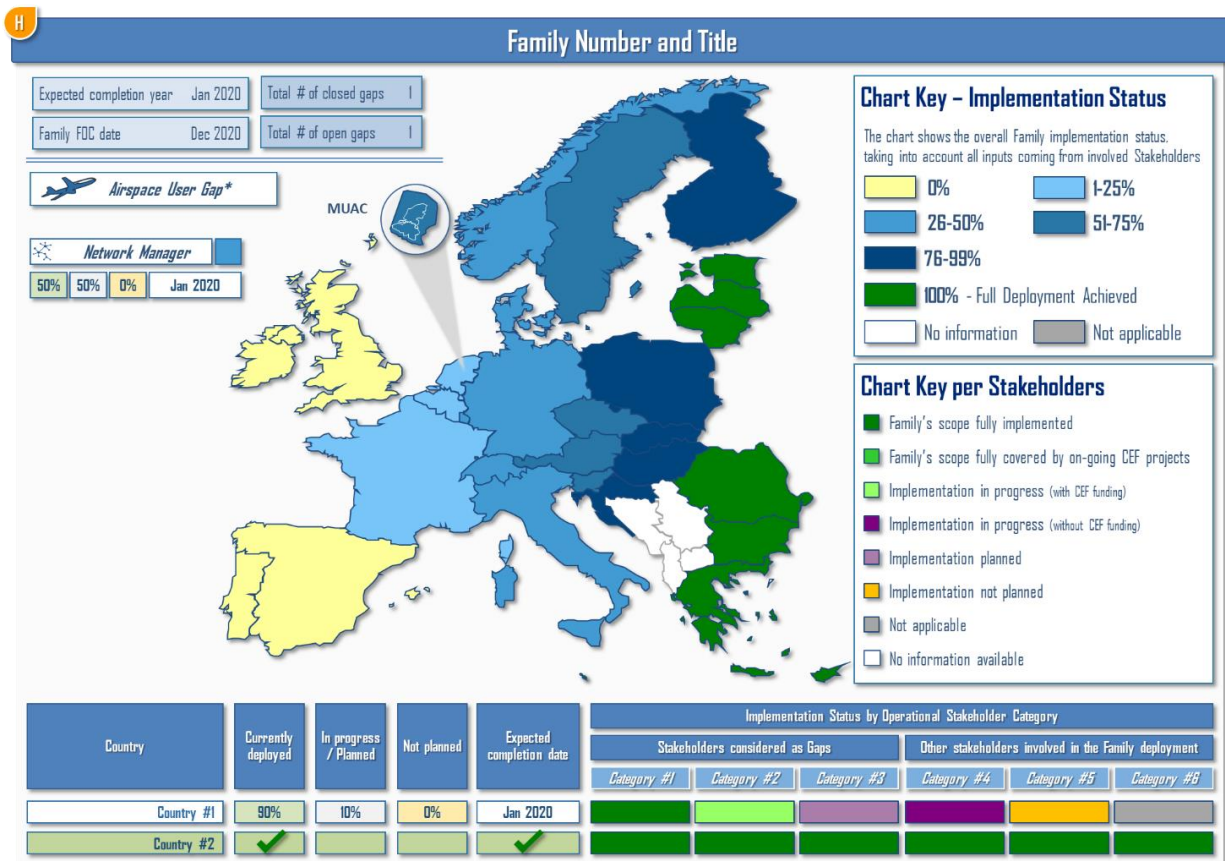 H
Family Number and Title
Expected completion year Jan 2020
Total # of closed gaps 1
Family FOC date Dec 2020
Total # of open gaps 1
Airspace User Gap*
MUAC
Network Manager
50% 50% 0% Jan 2020
Chart Key – Implementation Status
The chart shows the overall Family implementation status,
taking into account all inputs coming from involved Stakeholders
0% 1-25%
26-50% 51-75%
76-99%
100% - Full Deployment Achieved
No information Not applicable
Chart Key per Stakeholders
Family's scope fully implemented
Family's scope fully covered by on-going CEF projects
Implementation in progress (with CEF funding)
Implementation in progress (without CEF funding)
Implementation planned
Implementation not planned
Not applicable
No information available
Country
Currently
deployed
In progress
/ Planned
Not planned
Expected
completion date
Implementation Status by Operational Stakeholder Category
Stakeholders considered as Gaps
Other stakeholders involved in the Family deployment
Category #1 Category #2 Category #3 Category #4 Category #5 Category #6
Country #1 90% 10% 0% Jan 2020
Country #2